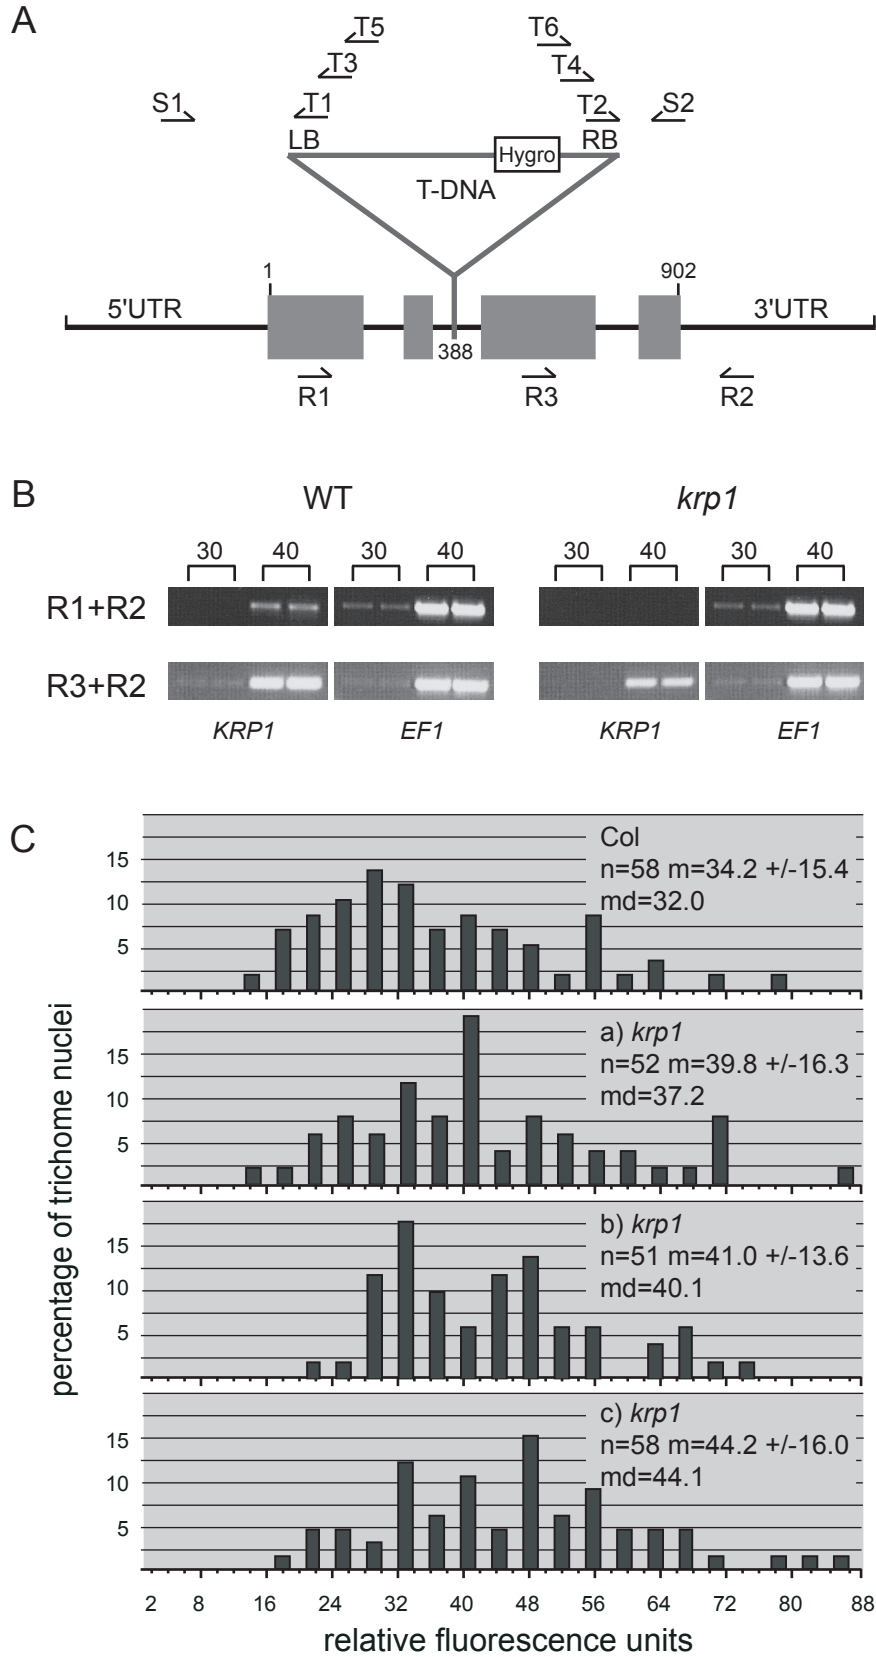 A
T5 T6
T3 T4
S1 T1 T2 S2
LB RB
Hygro
T-DNA
1 902
5'UTR 3'UTR
388
R1 R3 R2
B
WT krp1
30 40 30 40 30 40 30 40
R1+R2
R3+R2
KRP1 EF1 KRP1 EF1
C
percentage of trichome nuclei
Col
n=58 m=34.2 +/-15.4
md=32.0
15
10
5
a) krp1
n=52 m=39.8 +/-16.3
md=37.2
15
10
5
b) krp1
n=51 m=41.0 +/-13.6
md=40.1
15
10
5
c) krp1
n=58 m=44.2 +/-16.0
md=44.1
15
10
5
2 8 16 24 32 40 48 56 64 72 80 88
relative fluorescence units